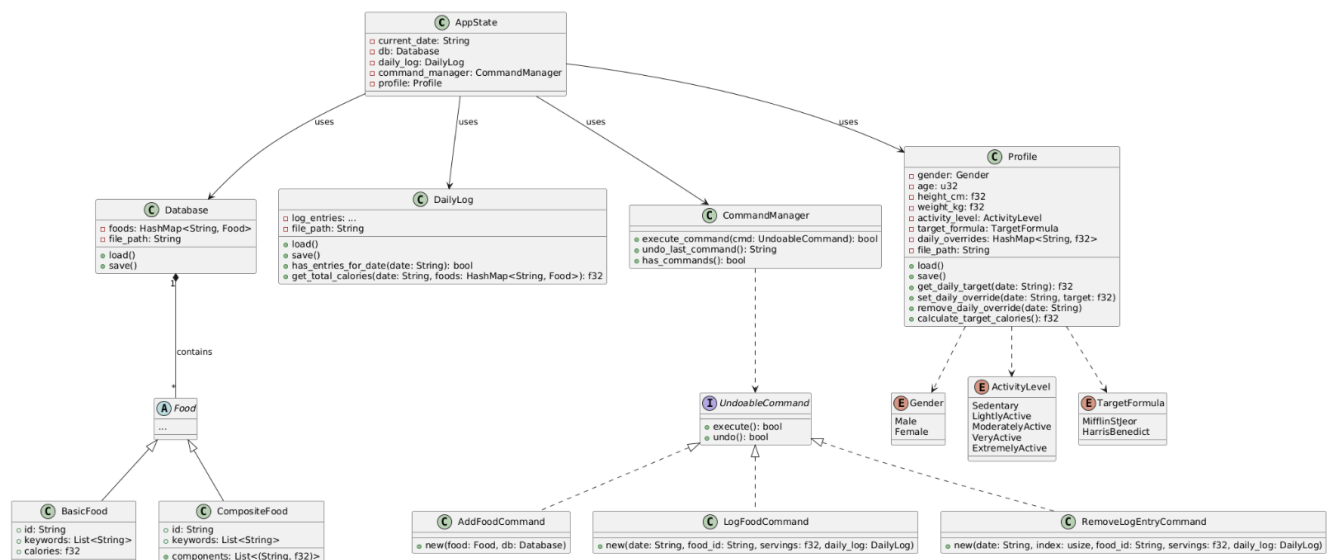 C AppState
current_date: String
db: Database
daily_log: DailyLog
command_manager: CommandManager
profile: Profile
uses
uses
uses
uses
C Database
foods: HashMap<String, Food>
file_path: String
load()
save()
1
contains
*
C DailyLog
log_entries: ...
file_path: String
load()
save()
has_entries_for_date(date: String): bool
get_total_calories(date: String, foods: HashMap<String, Food>): f32
C CommandManager
execute_command(cmd: UndoableCommand): bool
undo_last_command(): String
has_commands(): bool
C Profile
gender: Gender
age: u32
height_cm: f32
weight_kg: f32
activity_level: ActivityLevel
target_formula: TargetFormula
daily_overrides: HashMap<String, f32>
file_path: String
load()
save()
get_daily_target(date: String): f32
set_daily_override(date: String, target: f32)
remove_daily_override(date: String)
calculate_target_calories(): f32
A Food
...
I UndoableCommand
execute(): bool
undo(): bool
E Gender
Male
Female
E ActivityLevel
Sedentary
LightlyActive
ModeratelyActive
VeryActive
ExtremelyActive
E TargetFormula
MifflinStJeor
HarrisBenedict
C BasicFood
id: String
keywords: List<String>
calories: f32
C CompositeFood
id: String
keywords: List<String>
components: List<(String, f32)>
C AddFoodCommand
new(food: Food, db: Database)
C LogFoodCommand
new(date: String, food_id: String, servings: f32, daily_log: DailyLog)
C RemoveLogEntryCommand
new(date: String, index: usize, food_id: String, servings: f32, daily_log: DailyLog)